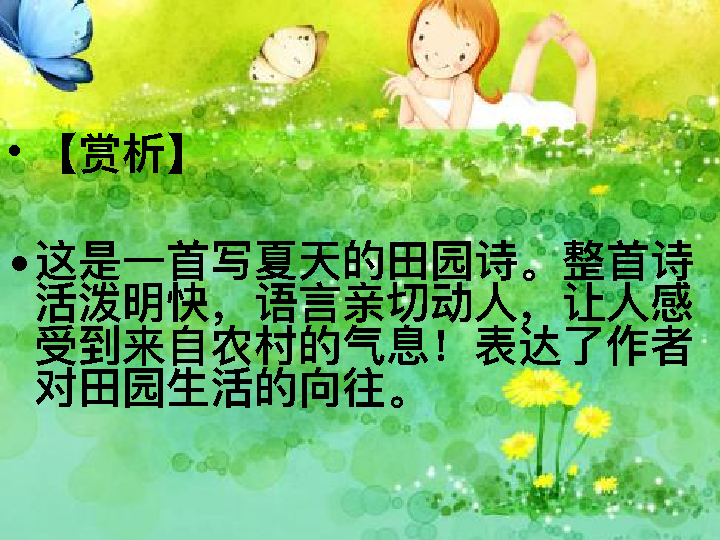 • 【赏析】
• 这是一首写夏天的田园诗。整首诗
活泼明快，语言亲切动人，让人感
受到来自农村的气息！表达了作者
对田园生活的向往。